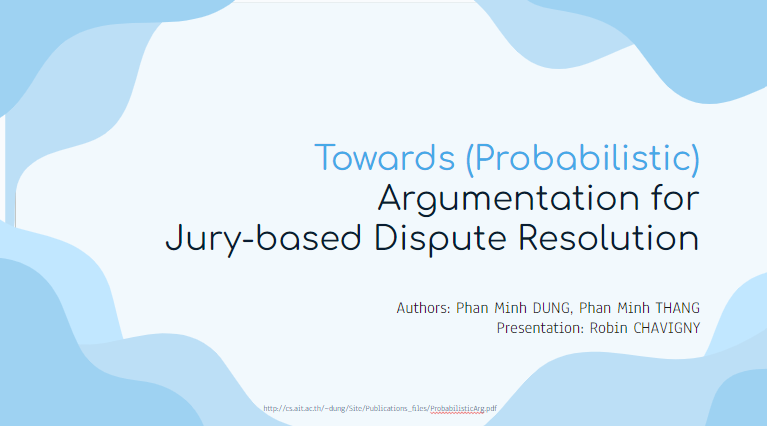 Towards (Probabilistic)
Argumentation for
Jury-based Dispute Resolution
Authors: Phan Minh DUNG, Phan Minh THANG
Presentation: Robin CHAVIGNY
http://cs.ait.ac.th/~dung/Site/Publications_files/ProbabilisticArg.pdf